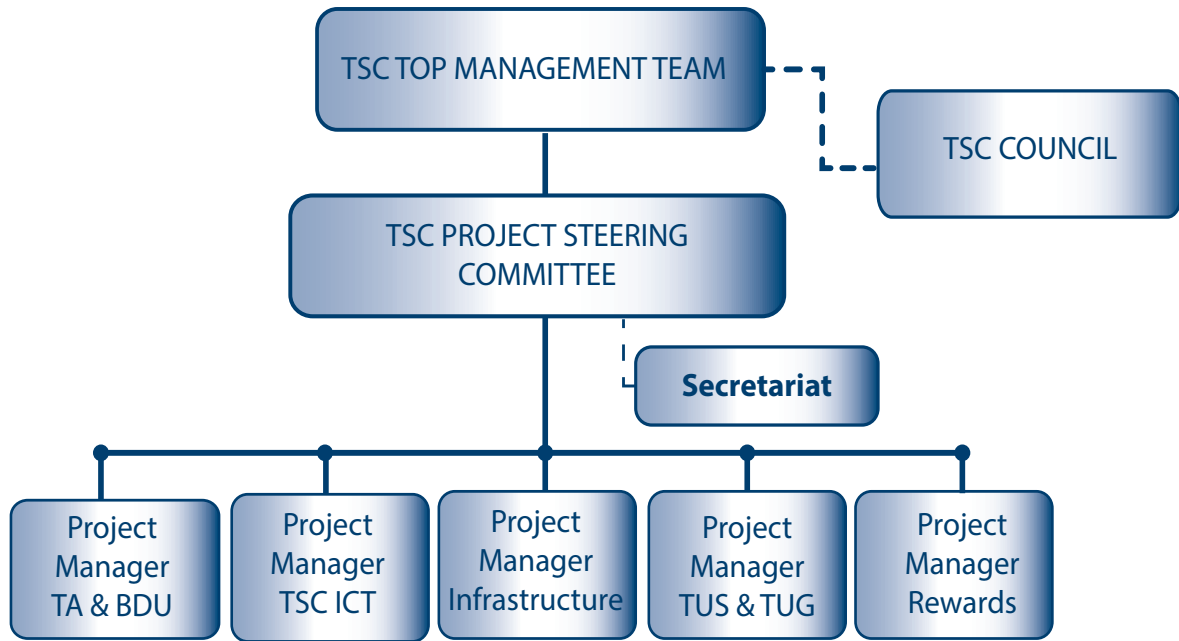 TSC TOP MANAGEMENT TEAM
TSC COUNCIL
TSC PROJECT STEERING
COMMITTEE
Secretariat
Project
Manager
TA & BDU
Project
Manager
TSC ICT
Project
Manager
Infrastructure
Project
Manager
TUS & TUG
Project
Manager
Rewards